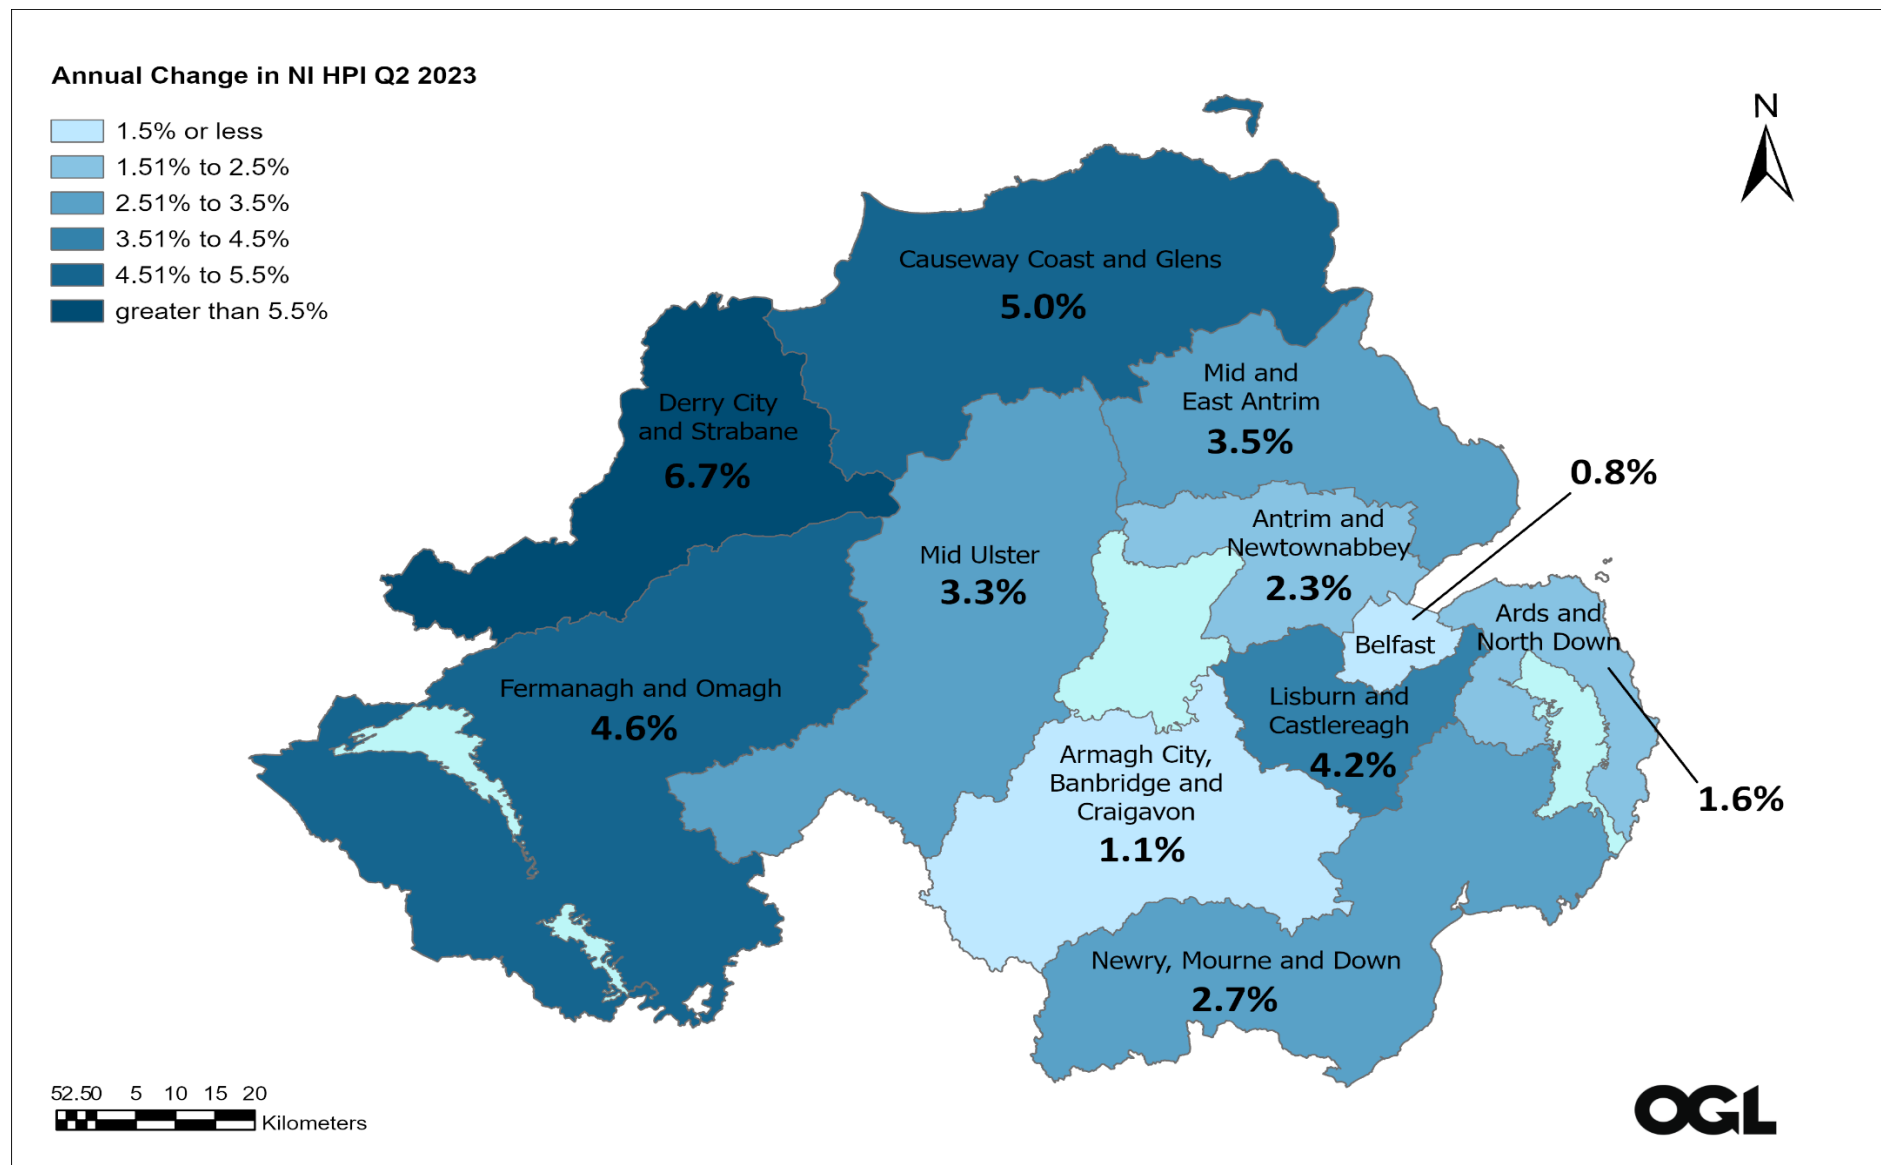 Annual Change in NI HPI Q2 2023
1.5% or less
1.51% to 2.5%
2.51% to 3.5%
3.51% to 4.5%
4.51% to 5.5%
greater than 5.5%
N
Causeway Coast and Glens
5.0%
Mid and
East Antrim
3.5%
Derry City
and Strabane
6.7%
0.8%
Antrim and
Newtownabbey
2.3%
Mid Ulster
3.3%
Ards and
North Down
Belfast
Fermanagh and Omagh
4.6%
Lisburn and
Castlereagh
4.2%
Armagh City,
Banbridge and
Craigavon
1.1%
1.6%
Newry, Mourne and Down
2.7%
52.50 5 10 15 20
Kilometers
OGL